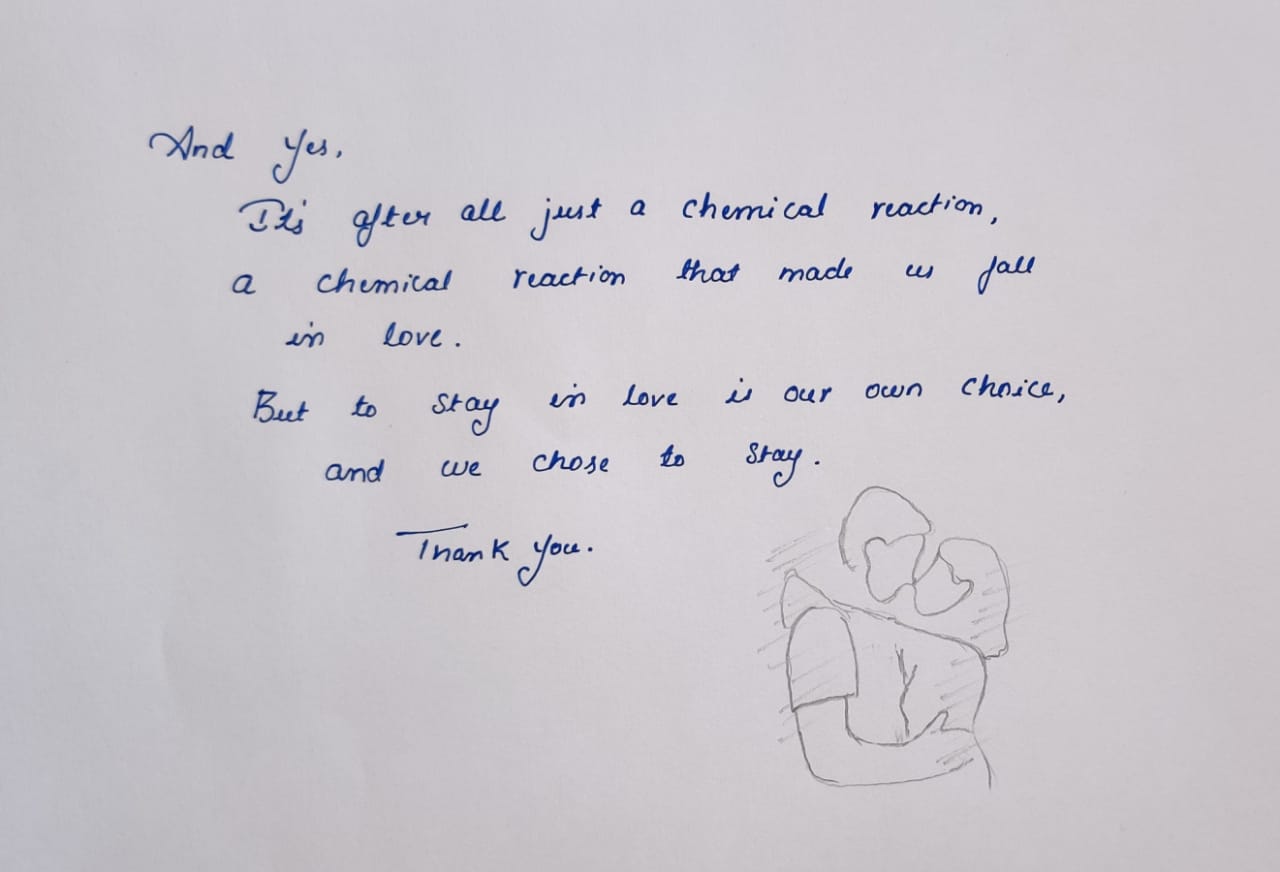 And Yes,
It's after all just a chemical reaction,
a chemical reaction that made us fall
in love.
But to stay in love is our own choice,
and we chose to stay.
Thank you.